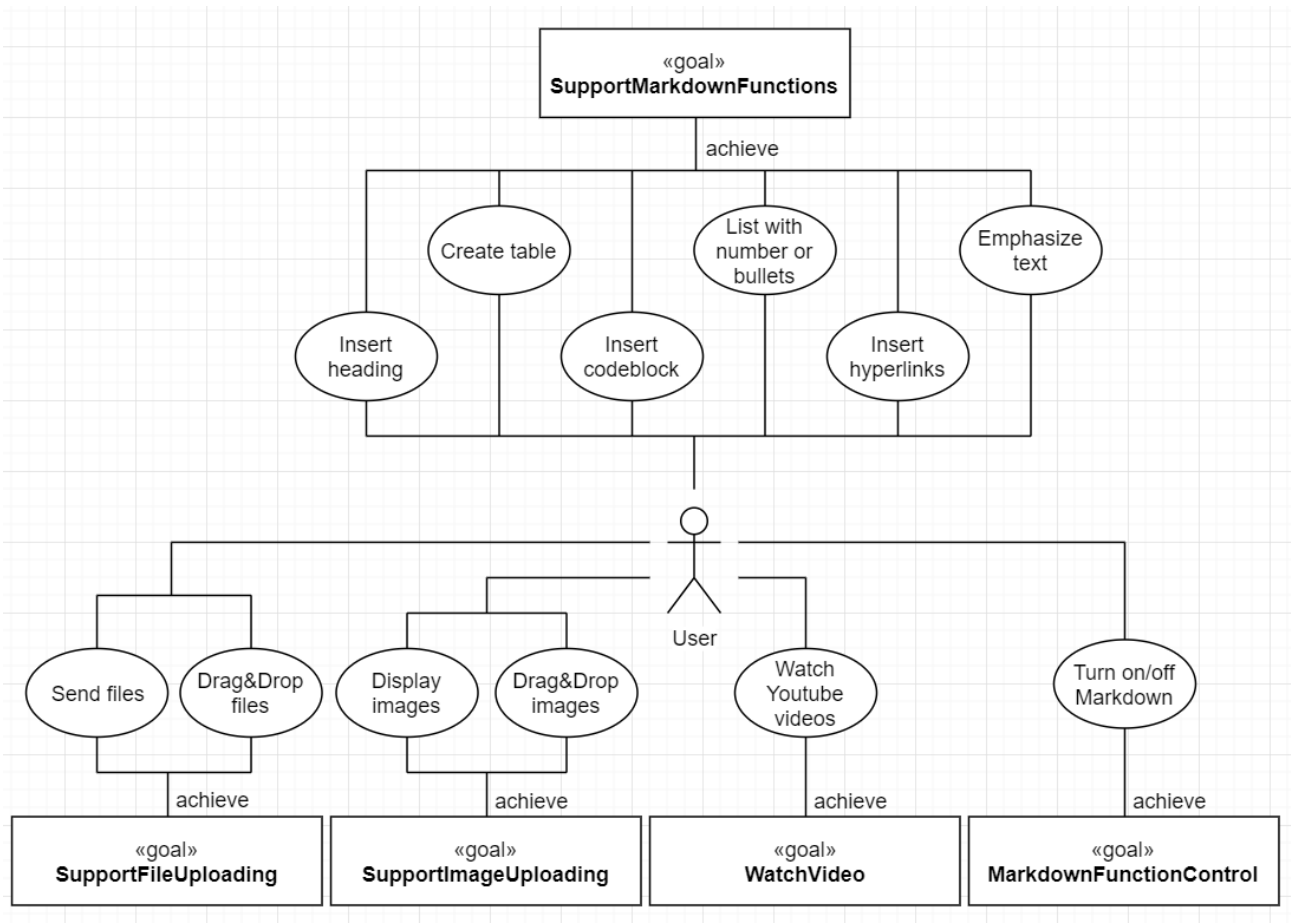 «goal»
SupportMarkdownFunctions
achieve
Create table
List with
number or
bullets
Emphasize
text
Insert
heading
Insert
codeblock
Insert
hyperlinks
User
Send files
Drag&Drop
files
Display
images
Drag&Drop
images
Watch
Youtube
videos
Turn on/off
Markdown
achieve
achieve
achieve
achieve
«goal»
SupportFileUploading
«goal»
SupportImageUploading
«goal»
WatchVideo
«goal»
MarkdownFunctionControl